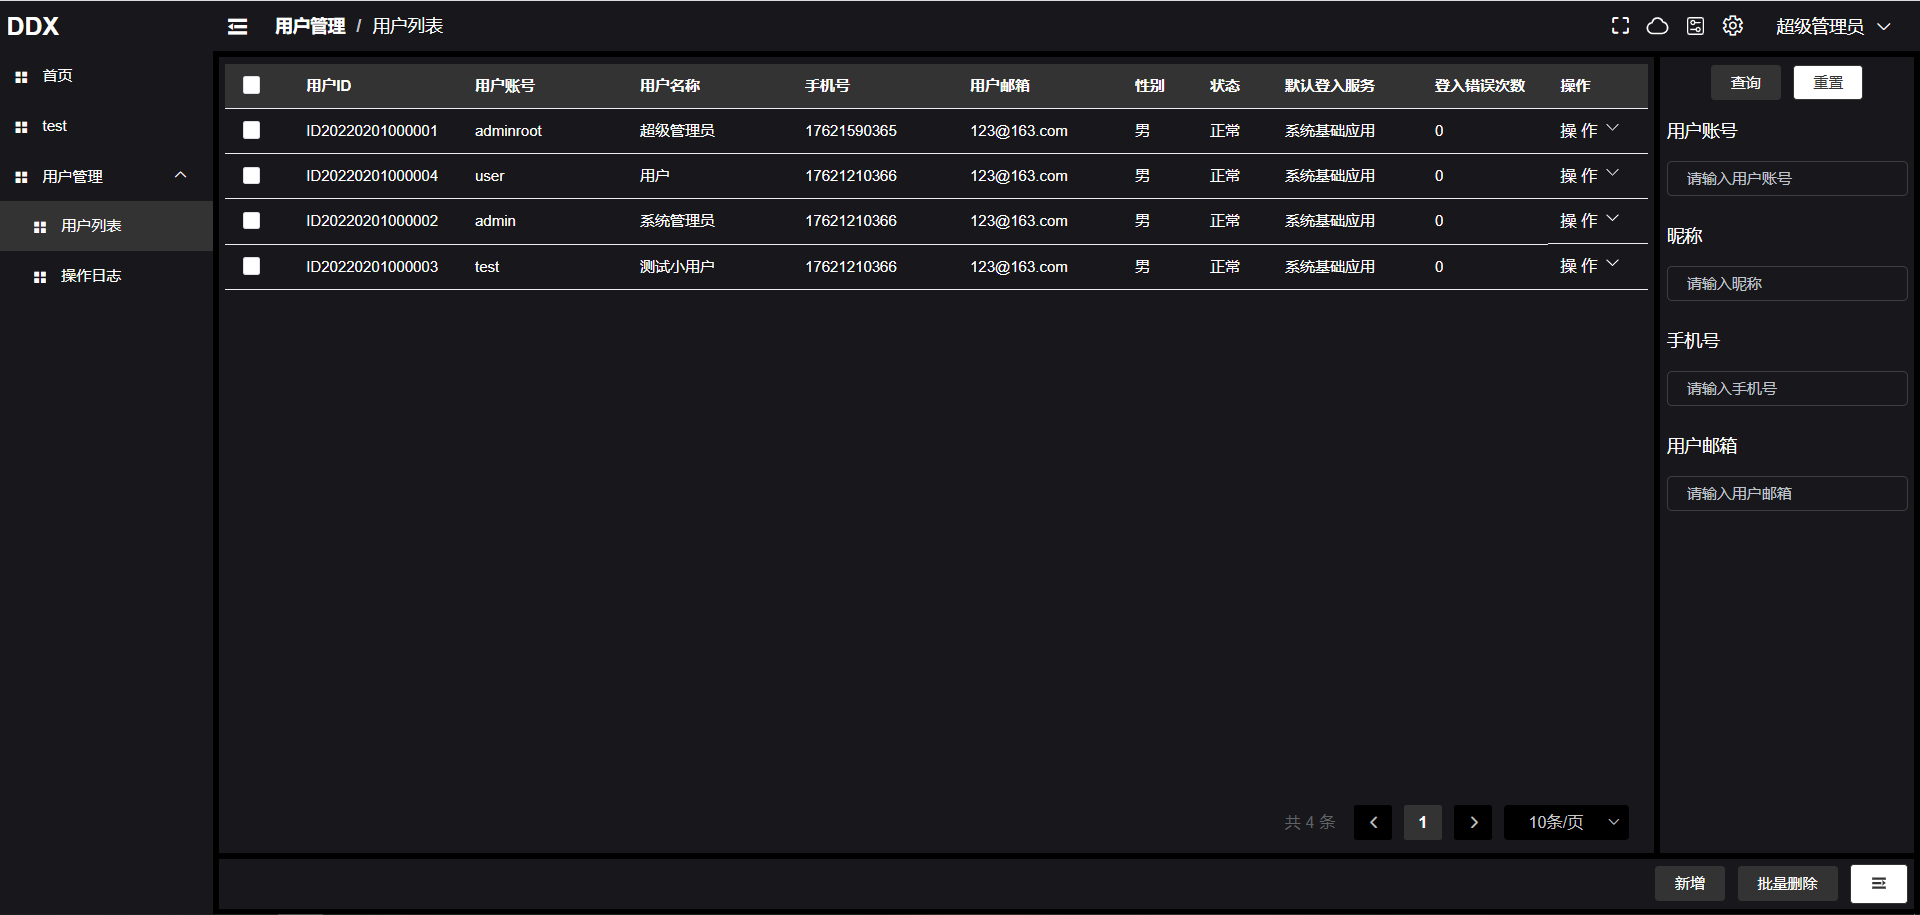 DDX
用户管理 / 用户列表
超级管理员
首页
test
用户管理
用户列表
操作日志
用户ID 用户账号 用户名称 手机号 用户邮箱 性别 状态 默认登入服务 登入错误次数 操作
ID20220201000001 adminroot 超级管理员 17621590365 123@163.com 男 正常 系统基础应用 0 操 作
ID20220201000004 user 用户 17621210366 123@163.com 男 正常 系统基础应用 0 操 作
ID20220201000002 admin 系统管理员 17621210366 123@163.com 男 正常 系统基础应用 0 操 作
ID20220201000003 test 测试小用户 17621210366 123@163.com 男 正常 系统基础应用 0 操 作
共 4 条 1 10条/页
查询 重置
用户账号
请输入用户账号
昵称
请输入昵称
手机号
请输入手机号
用户邮箱
请输入用户邮箱
新增 批量删除